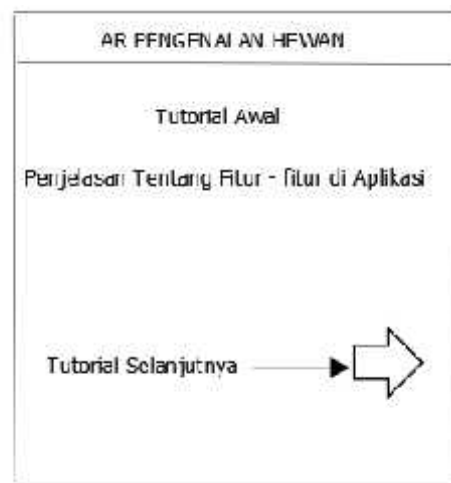 AR PENGENALAN HEWAN
Tutorial Awal
Penjelasan Tentang Fitur - fitur di Aplikasi
Tutorial Selanjutnya